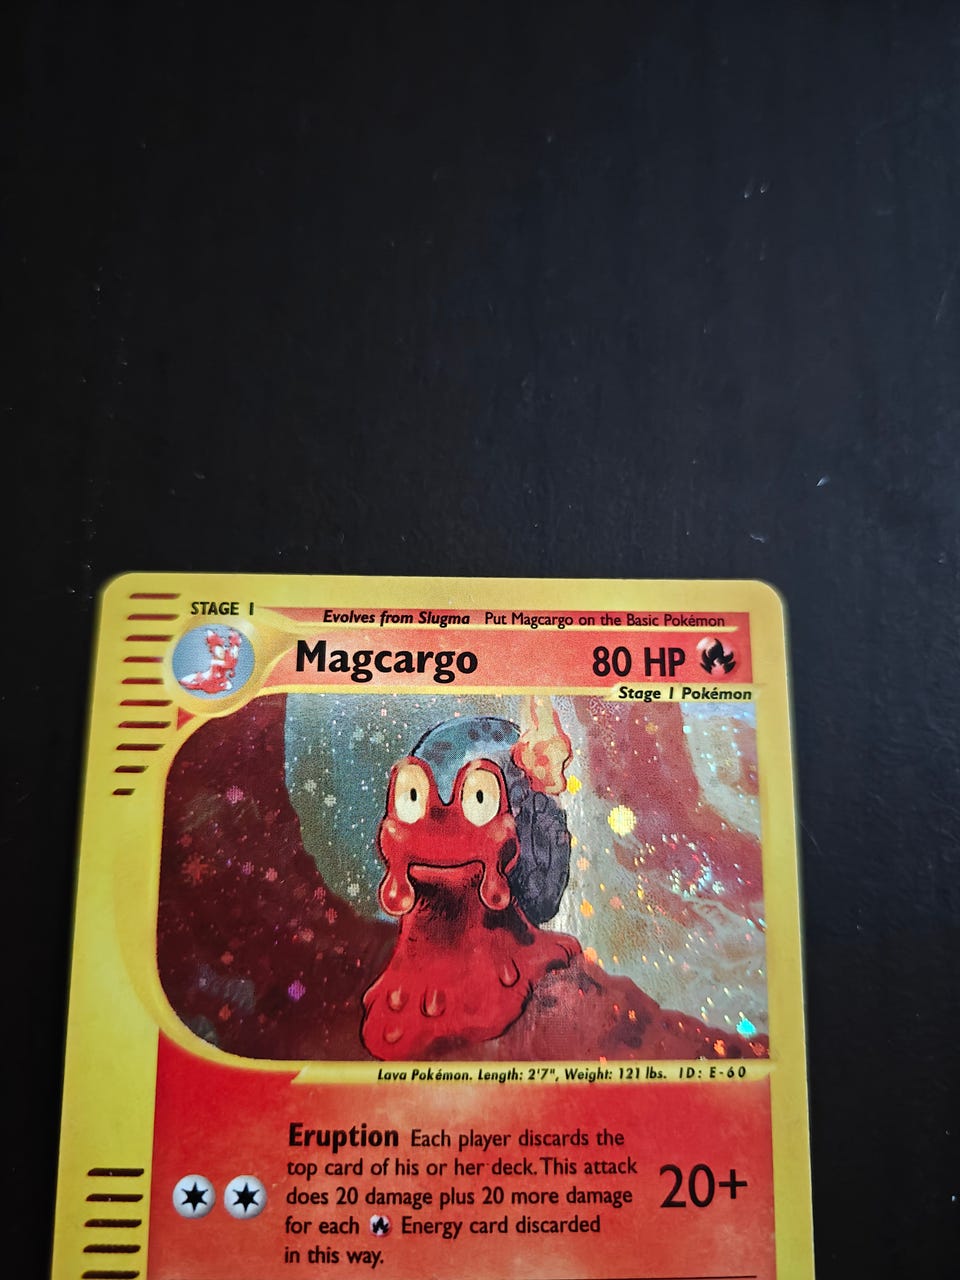 STAGE 1
Evolves from Slugma Put Magcargo on the Basic Pokémon
Magcargo 80 HP
Stage 1 Pokémon
Lava Pokémon. Length: 2'7", Weight: 121 lbs. ID: E-60
Eruption Each player discards the
top card of his or her deck. This attack
does 20 damage plus 20 more damage
for each Energy card discarded
in this way.
20+